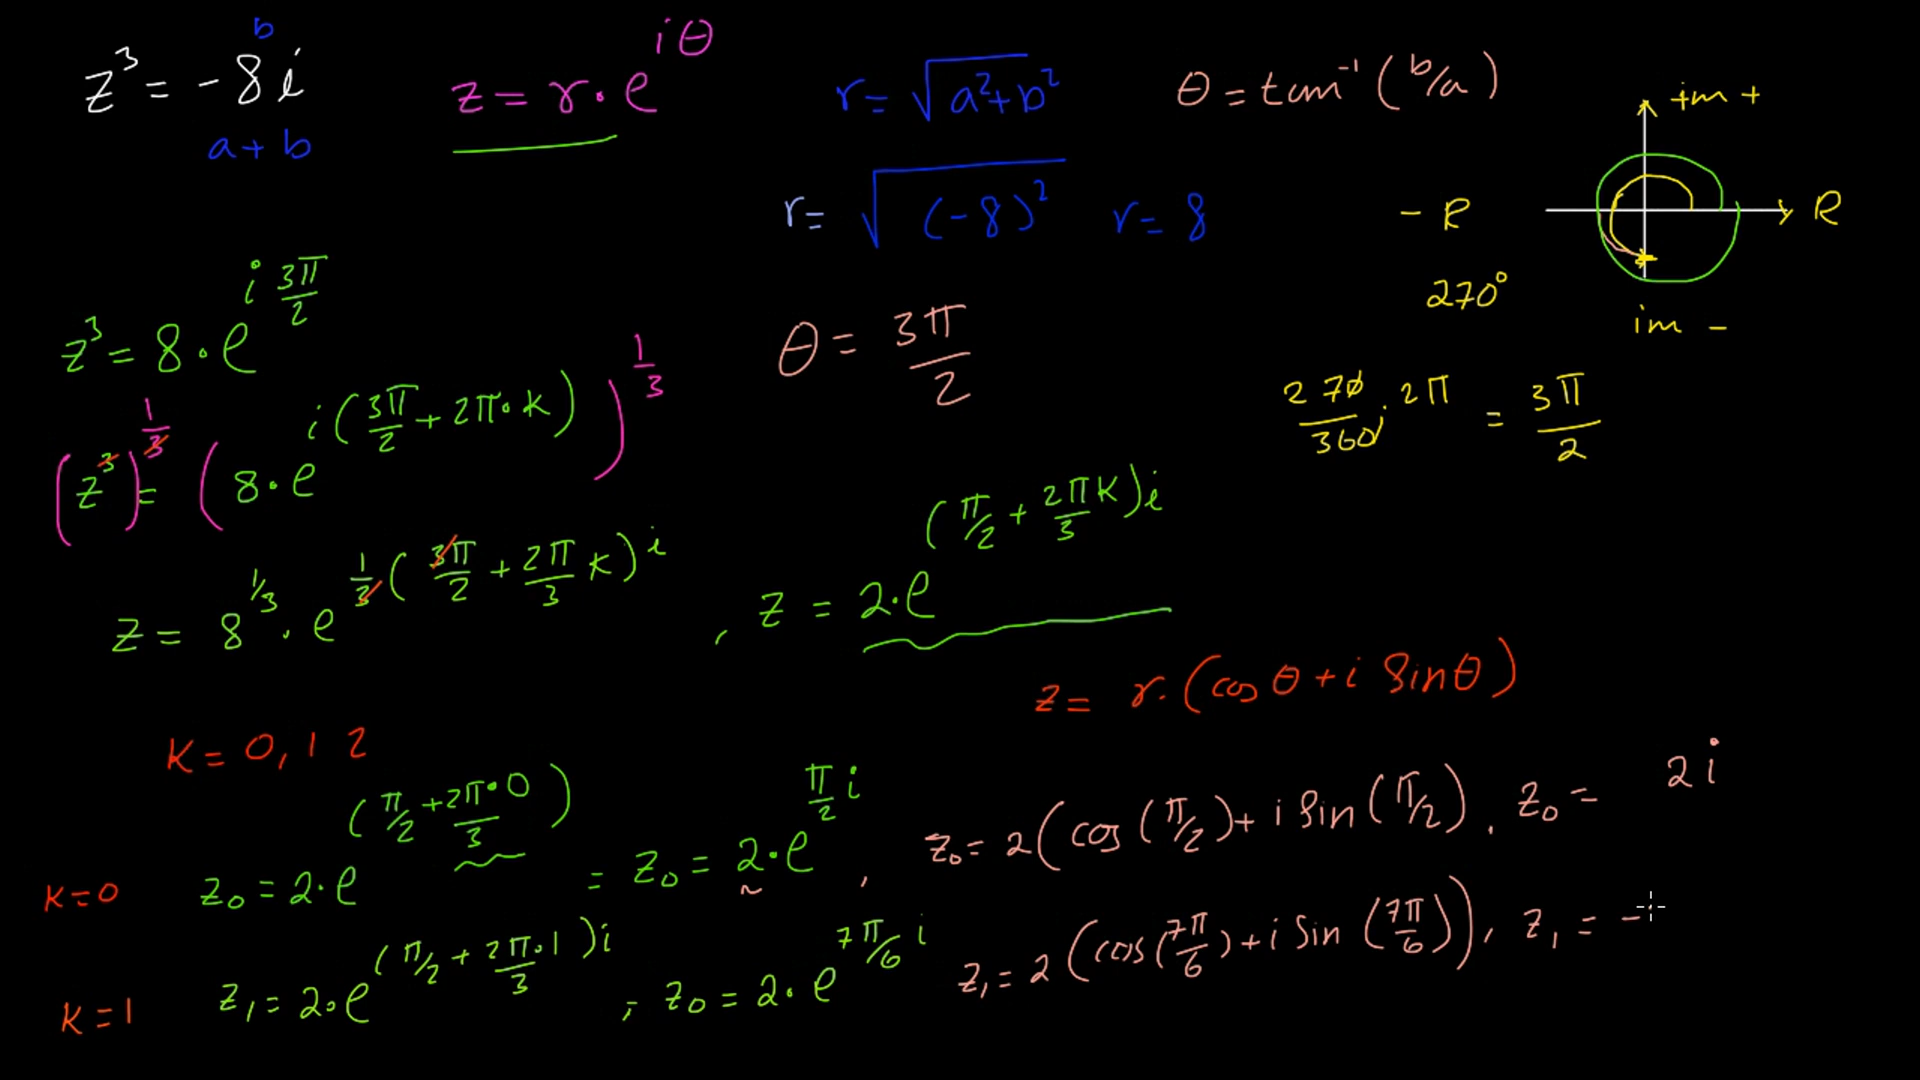 z³ = -8i
b
a + b
z = r · e^(iθ)
r = √(a² + b²)
θ = tan⁻¹(b/a)
im +
R
- R
270°
im -
r = √((-8)²) r = 8
z³ = 8 · e^(i 3π/2)
θ = 3π/2
270/360 · 2π = 3π/2
(z³)^(1/3) = (8 · e^(i(3π/2 + 2π·k)))^(1/3)
z = 8^(1/3) · e^(1/3(3π/2 + 2π/3 k)i) , z = 2·e^((π/2 + 2πk/3)i)
z = r·(cos θ + i sin θ)
K = 0, 1 2
K=0 z₀ = 2·e^(π/2 + 2π·0/3) = z₀ = 2·e^(π/2 i) , z₀ = 2(cos(π/2) + i sin(π/2). z₀ = 2i
K=1 z₁ = 2·e^((π/2 + 2π·1/3)i) , z₀ = 2·e^(7π/6 i) z₁ = 2(cos(7π/6) + i sin(7π/6)), z₁ = -